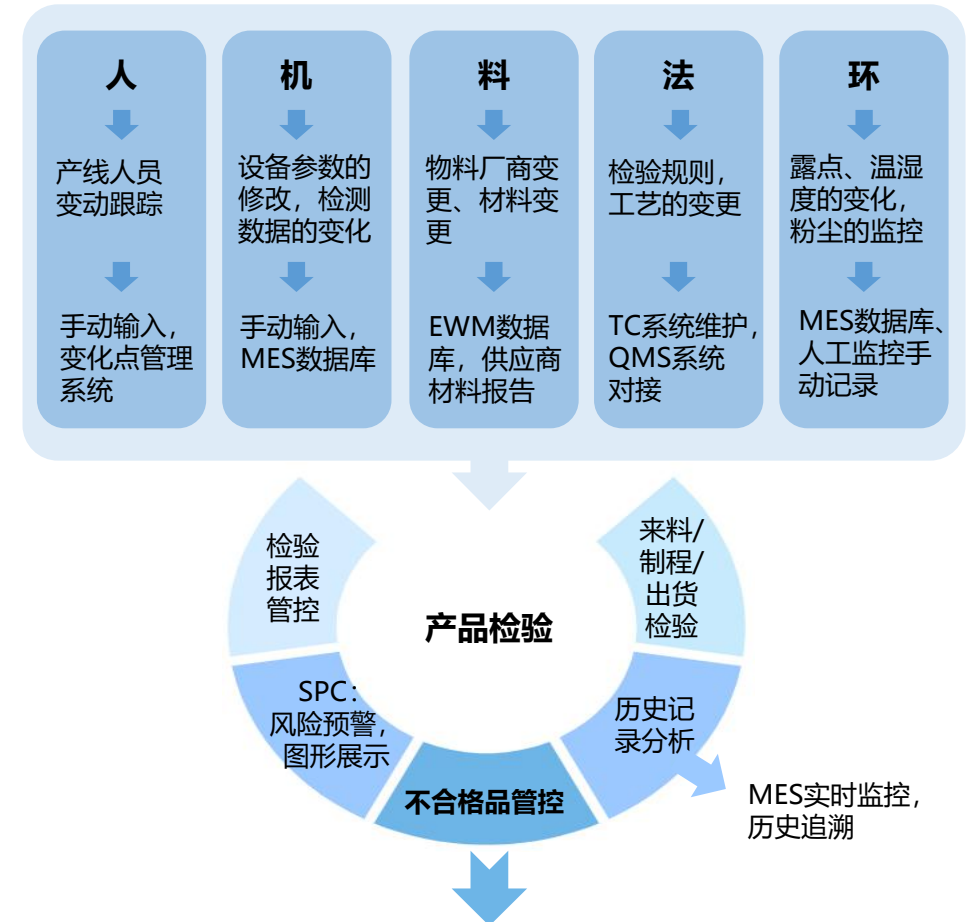 人
产线人员
变动跟踪
手动输入，
变化点管理
系统
机
设备参数的
修改，检测
数据的变化
手动输入，
MES数据库
料
物料厂商变
更、材料变
更
EWM数据
库，供应商
材料报告
法
检验规则，
工艺的变更
TC系统维护，
QMS系统
对接
环
露点、温湿
度的变化，
粉尘的监控
MES数据库、
人工监控手
动记录
检验
报表
管控
来料/
制程/
出货
检验
产品检验
SPC：
风险预警，
图形展示
历史记
录分析
不合格品管控
MES实时监控，
历史追溯